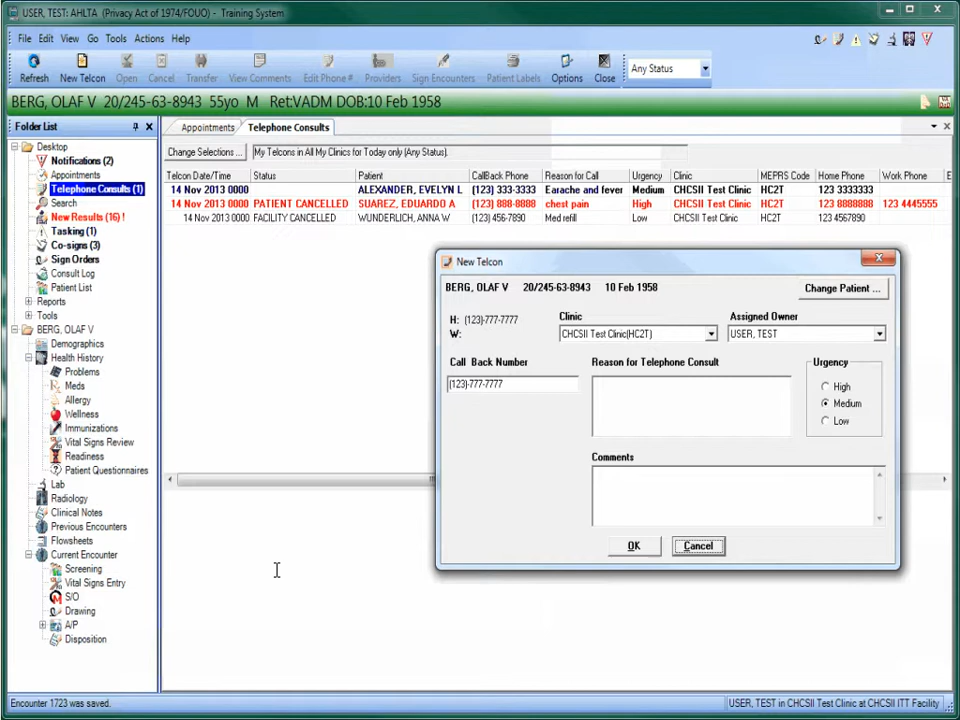 USER, TEST: AHLTA (Privacy Act of 1974/FOUO) - Training System
File Edit View Go Tools Actions Help
Refresh New Telcon Open Cancel Transfer View Comments Edit Phone# Providers Sign Encounters Patient Labels Options Close Any Status
BERG, OLAF V 20/245-63-8943 55yo M Ret:VADM DOB:10 Feb 1958
Folder List
Appointments Telephone Consults
Desktop
Notifications (2)
Appointments
Telephone Consults (1)
Search
New Results (16) !
Tasking (1)
Co-signs (3)
Sign Orders
Consult Log
Patient List
Reports
Tools
BERG, OLAF V
Demographics
Health History
Problems
Meds
Allergy
Wellness
Immunizations
Vital Signs Review
Readiness
Patient Questionnaires
Lab
Radiology
Clinical Notes
Previous Encounters
Flowsheets
Current Encounter
Screening
Vital Signs Entry
S/O
Drawing
A/P
Disposition
Change Selections ... My Telcons in All My Clinics for Today only (Any Status).
Telcon Date/Time Status Patient CallBack Phone Reason for Call Urgency Clinic MEPRS Code Home Phone Work Phone E
14 Nov 2013 0000 ALEXANDER, EVELYN L (123) 333-3333 Earache and fever Medium CHCSII Test Clinic HC2T 123 3333333
14 Nov 2013 0000 PATIENT CANCELLED SUAREZ, EDUARDO A (123) 888-8888 chest pain High CHCSII Test Clinic HC2T 123 8888888 123 4445555
14 Nov 2013 0000 FACILITY CANCELLED WUNDERLICH, ANNA W (123) 456-7890 Med refill Low CHCSII Test Clinic HC2T 123 4567890
New Telcon
BERG, OLAF V 20/245-63-8943 10 Feb 1958 Change Patient ...
H: (123)-777-7777
W:
Clinic
CHCSII Test Clinic(HC2T)
Assigned Owner
USER, TEST
Call Back Number
(123)-777-7777
Reason for Telephone Consult
Urgency
High
Medium
Low
Comments
OK Cancel
Encounter 1723 was saved. USER, TEST in CHCSII Test Clinic at CHCSII ITT Facility